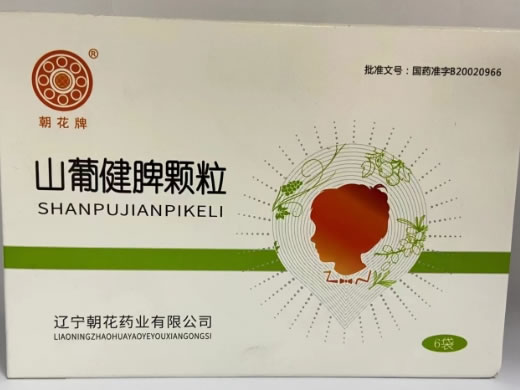 ®
批准文号：国药准字B20020966
朝花牌
山葡健脾颗粒
SHANPUJIANPIKELI
辽宁朝花药业有限公司
LIAONINGZHAOHUAYAOYEYOUXIANGONGSI
6袋